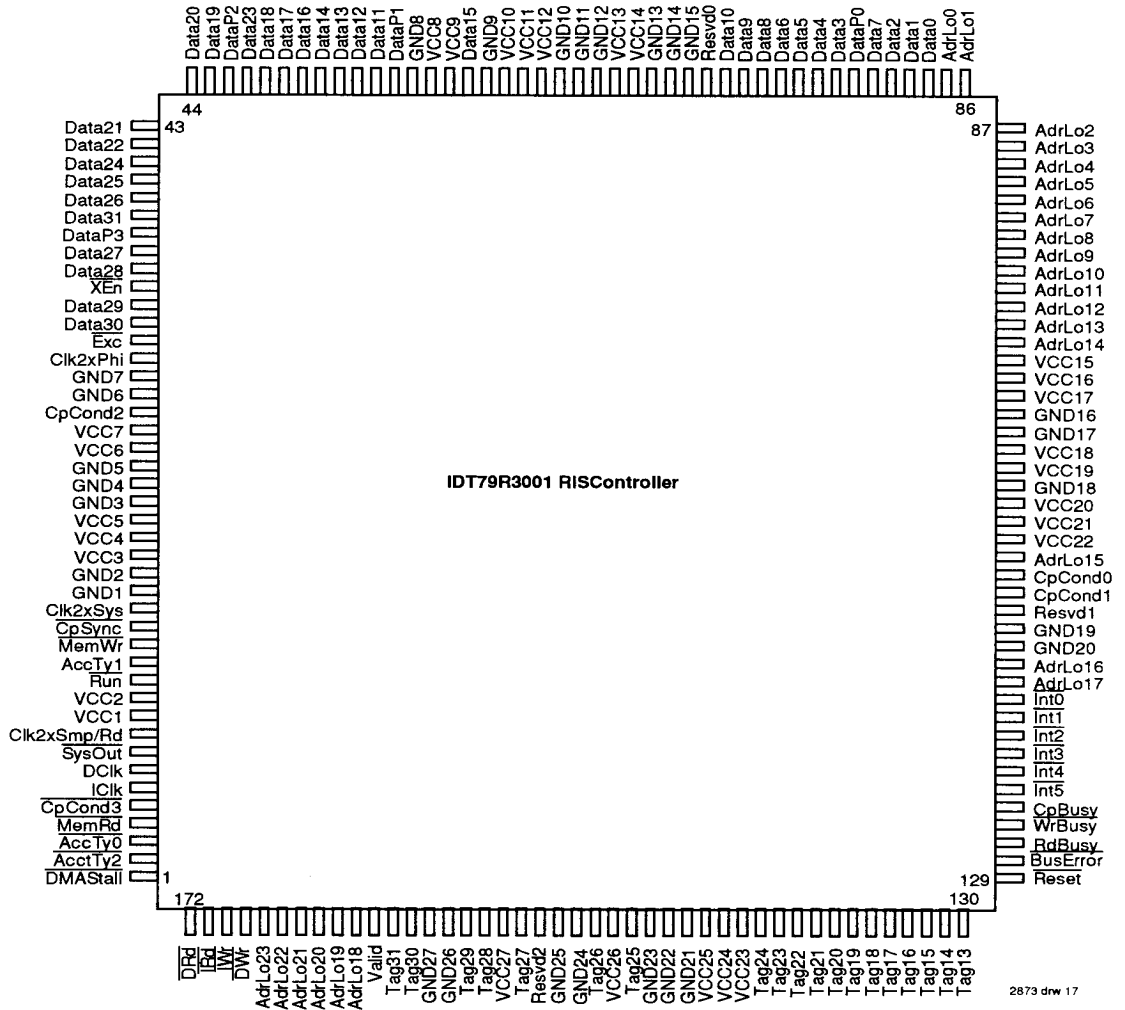 Data20
Data19
DataP2
Data23
Data18
Data17
Data16
Data14
Data13
Data12
Data11
DataP1
GND8
VCC8
VCC9
Data15
GND9
VCC10
VCC11
VCC12
GND10
GND11
GND12
VCC13
VCC14
GND13
GND14
GND15
Resvd0
Data10
Data9
Data8
Data6
Data5
Data4
Data3
DataP0
Data7
Data2
Data1
Data0
AdrLo0
AdrLo1
44
86
43
87
Data21
Data22
Data24
Data25
Data26
Data31
DataP3
Data27
Data28
XEn
Data29
Data30
Exc
Clk2xPhi
GND7
GND6
CpCond2
VCC7
VCC6
GND5
GND4
GND3
VCC5
VCC4
VCC3
GND2
GND1
Clk2xSys
CpSync
MemWr
AccTy1
Run
VCC2
VCC1
Clk2xSmp/Rd
SysOut
DClk
IClk
CpCond3
MemRd
AccTy0
AcctTy2
DMAStall
IDT79R3001 RISController
AdrLo2
AdrLo3
AdrLo4
AdrLo5
AdrLo6
AdrLo7
AdrLo8
AdrLo9
AdrLo10
AdrLo11
AdrLo12
AdrLo13
AdrLo14
VCC15
VCC16
VCC17
GND16
GND17
VCC18
VCC19
GND18
VCC20
VCC21
VCC22
AdrLo15
CpCond0
CpCond1
Resvd1
GND19
GND20
AdrLo16
AdrLo17
Int0
Int1
Int2
Int3
Int4
Int5
CpBusy
WrBusy
RdBusy
BusError
Reset
1
129
172
130
DRd
IRd
IWr
DWr
AdrLo23
AdrLo22
AdrLo21
AdrLo20
AdrLo19
AdrLo18
Valid
Tag31
Tag30
GND27
GND26
Tag29
Tag28
VCC27
Tag27
Resvd2
GND25
GND24
Tag26
VCC26
Tag25
GND23
GND22
GND21
VCC25
VCC24
VCC23
Tag24
Tag23
Tag22
Tag21
Tag20
Tag19
Tag18
Tag17
Tag16
Tag15
Tag14
Tag13
2873 drw 17